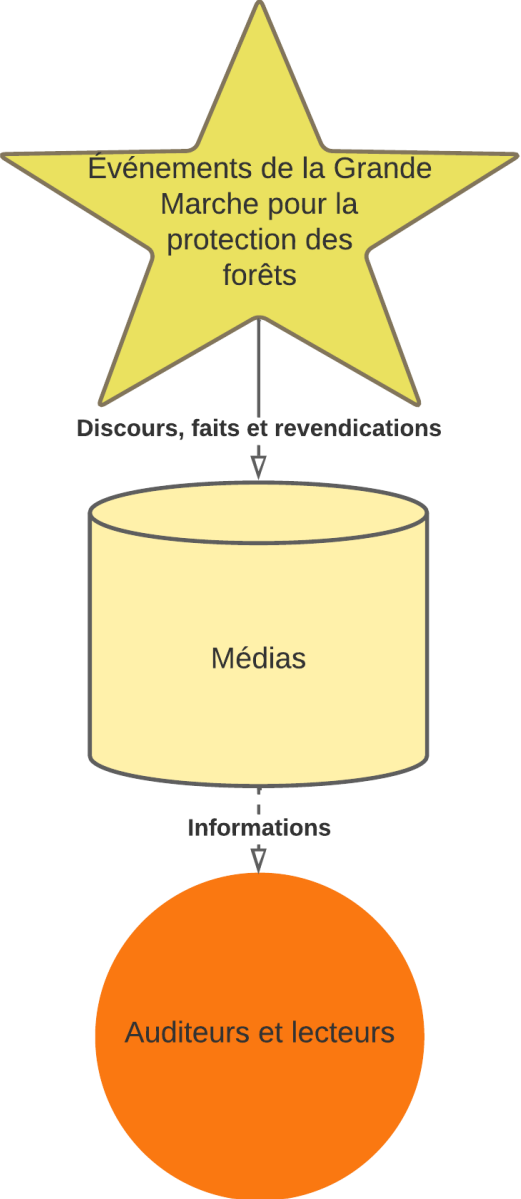 Événements de la Grande
Marche pour la
protection des
forêts
Discours, faits et revendications
Médias
Informations
Auditeurs et lecteurs